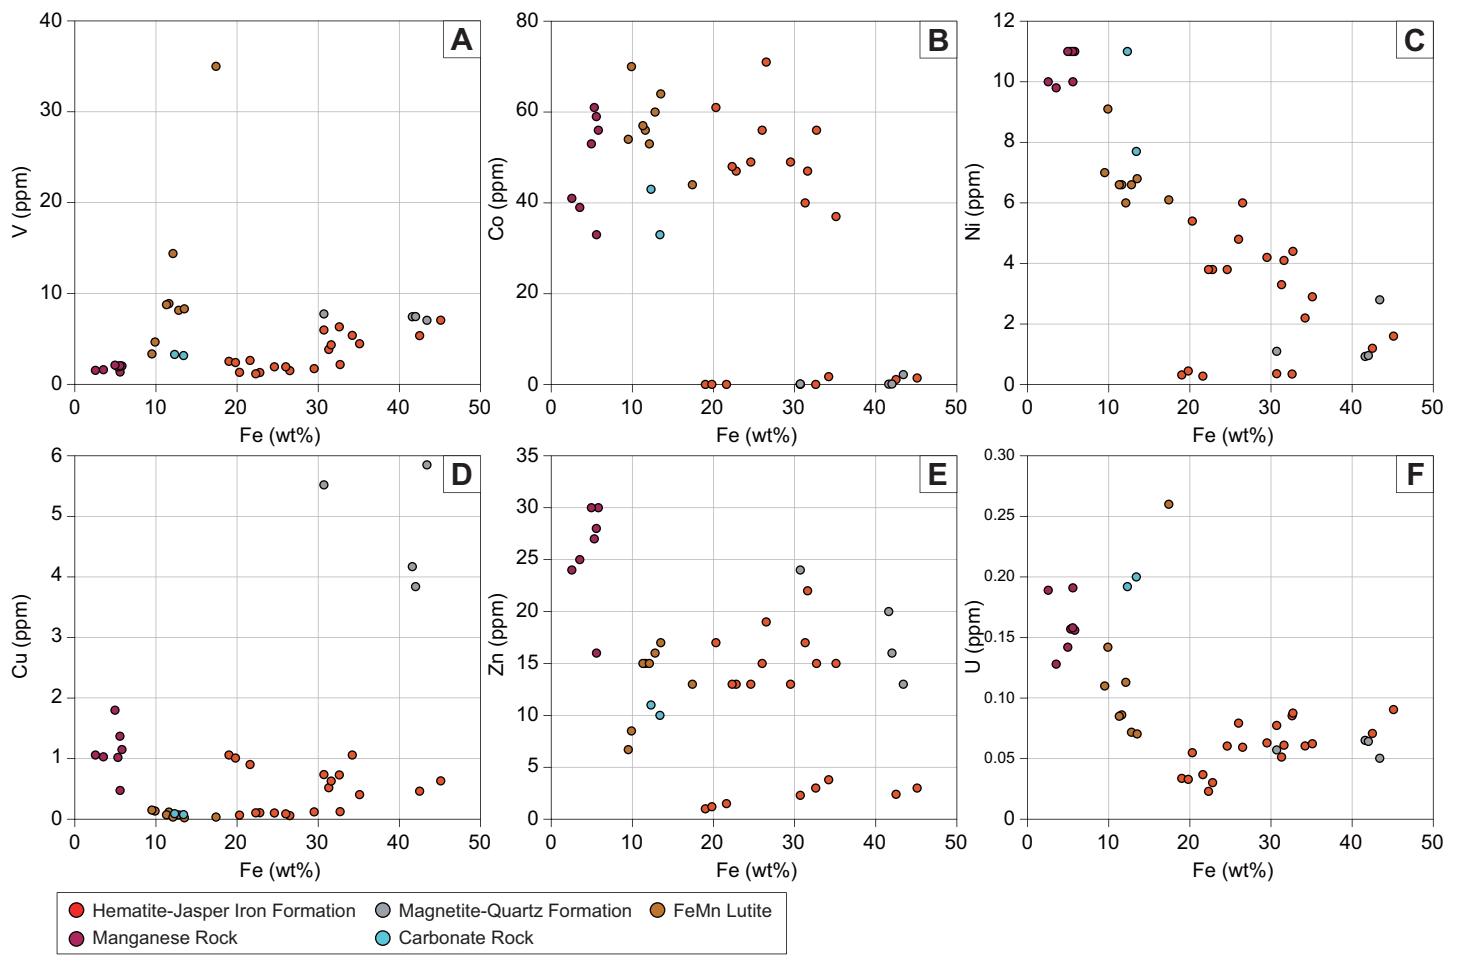 A
V (ppm)
40
30
20
10
0
0 10 20 30 40 50
Fe (wt%)
B
Co (ppm)
80
60
40
20
0
0 10 20 30 40 50
Fe (wt%)
C
Ni (ppm)
12
10
8
6
4
2
0
0 10 20 30 40 50
Fe (wt%)
D
Cu (ppm)
6
5
4
3
2
1
0
0 10 20 30 40 50
Fe (wt%)
E
Zn (ppm)
35
30
25
20
15
10
5
0
0 10 20 30 40 50
Fe (wt%)
F
U (ppm)
0.30
0.25
0.20
0.15
0.10
0.05
0.00
0 10 20 30 40 50
Fe (wt%)
Hematite-Jasper Iron Formation
Magnetite-Quartz Formation
FeMn Lutite
Manganese Rock
Carbonate Rock